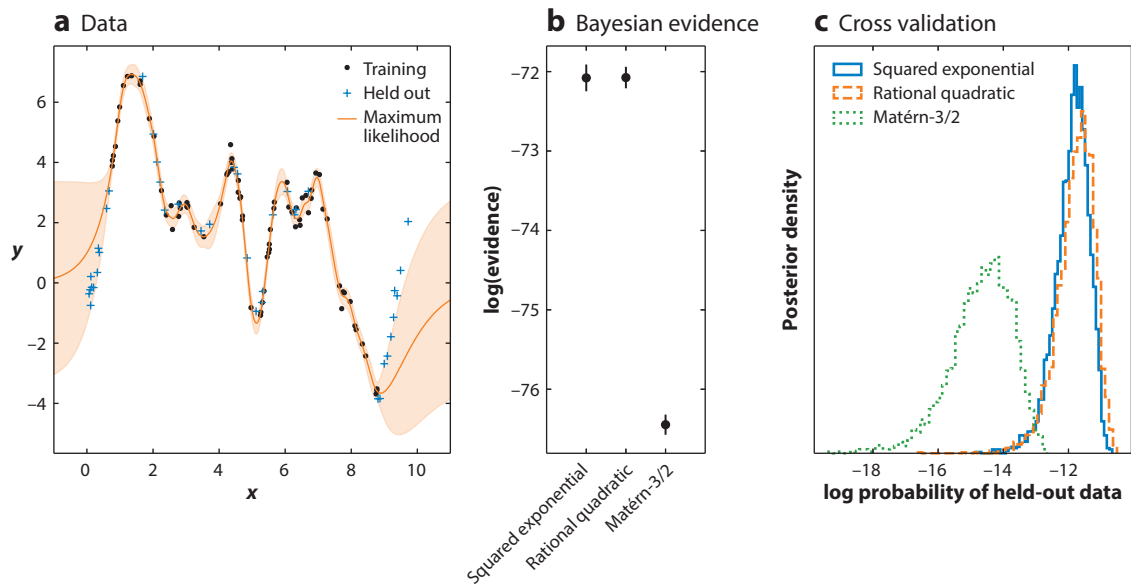 a Data
Training
Held out
Maximum
likelihood
6
4
2
0
−2
−4
y
0
2
4
6
8
10
x
b Bayesian evidence
−72
−73
−74
−75
−76
log(evidence)
Squared exponential
Rational quadratic
Matérn-3/2
c Cross validation
Squared exponential
Rational quadratic
Matérn-3/2
Posterior density
−18
−16
−14
−12
log probability of held-out data